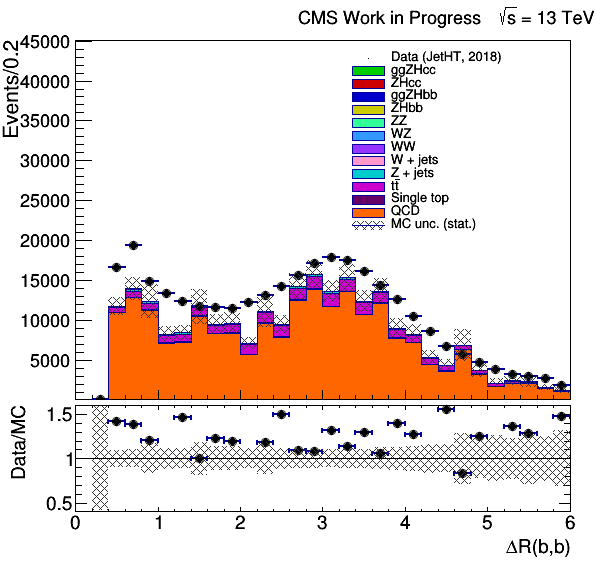 CMS Work in Progress √s = 13 TeV
Events/0.2
45000
40000
35000
30000
25000
20000
15000
10000
5000
Data (JetHT, 2018)
ggZHcc
ZHcc
ggZHbb
ZHbb
ZZ
WZ
WW
W + jets
Z + jets
tt̄
Single top
QCD
MC unc. (stat.)
Data/MC
1.5
1
0.5
0 1 2 3 4 5 6
ΔR(b,b)